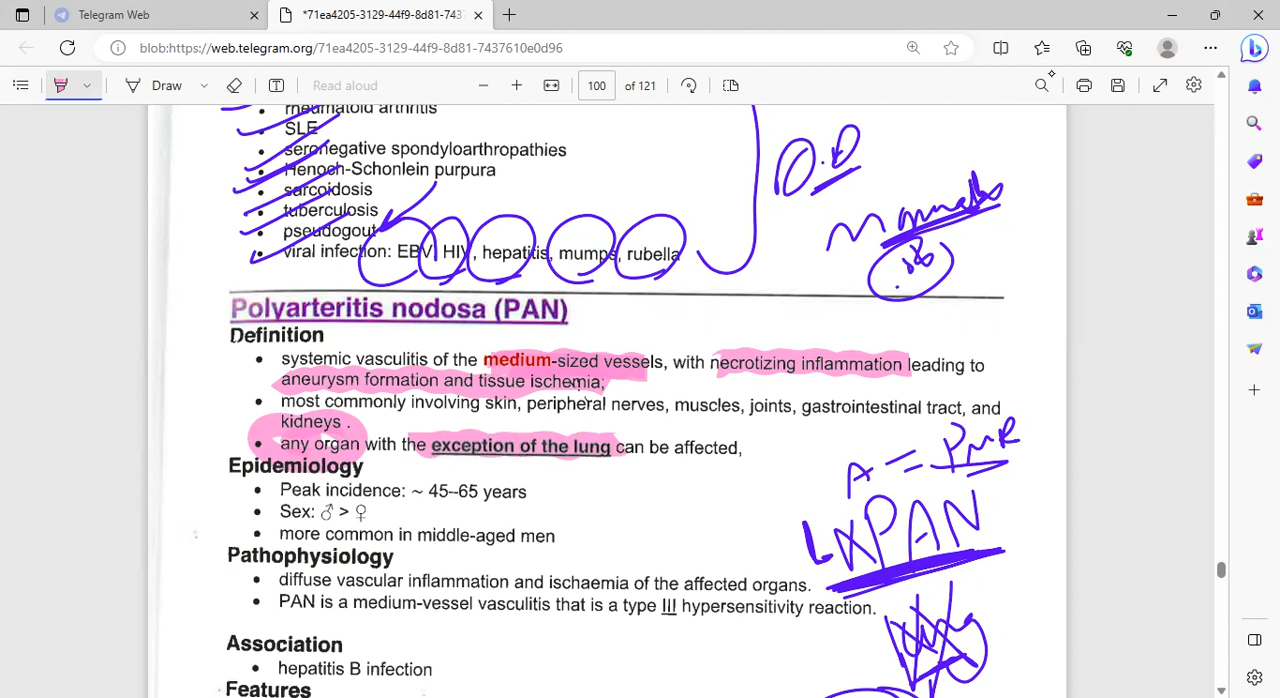 Telegram Web
*71ea4205-3129-44f9-8d81-743
blob:https://web.telegram.org/71ea4205-3129-44f9-8d81-7437610e0d96
Draw
Read aloud
100 of 121
rheumatoid arthritis
SLE
seronegative spondyloarthropathies
Henoch-Schonlein purpura
sarcoidosis
tuberculosis
pseudogout
viral infection: EBV, HIV, hepatitis, mumps, rubella
D.D
Polyarteritis nodosa (PAN)
Definition
systemic vasculitis of the medium-sized vessels, with necrotizing inflammation leading to
aneurysm formation and tissue ischemia;
most commonly involving skin, peripheral nerves, muscles, joints, gastrointestinal tract, and
kidneys .
any organ with the exception of the lung can be affected,
A = PMR
PAN
Epidemiology
Peak incidence: ~ 45–65 years
Sex: ♂ > ♀
more common in middle-aged men
Pathophysiology
diffuse vascular inflammation and ischaemia of the affected organs.
PAN is a medium-vessel vasculitis that is a type III hypersensitivity reaction.
Association
hepatitis B infection
Features